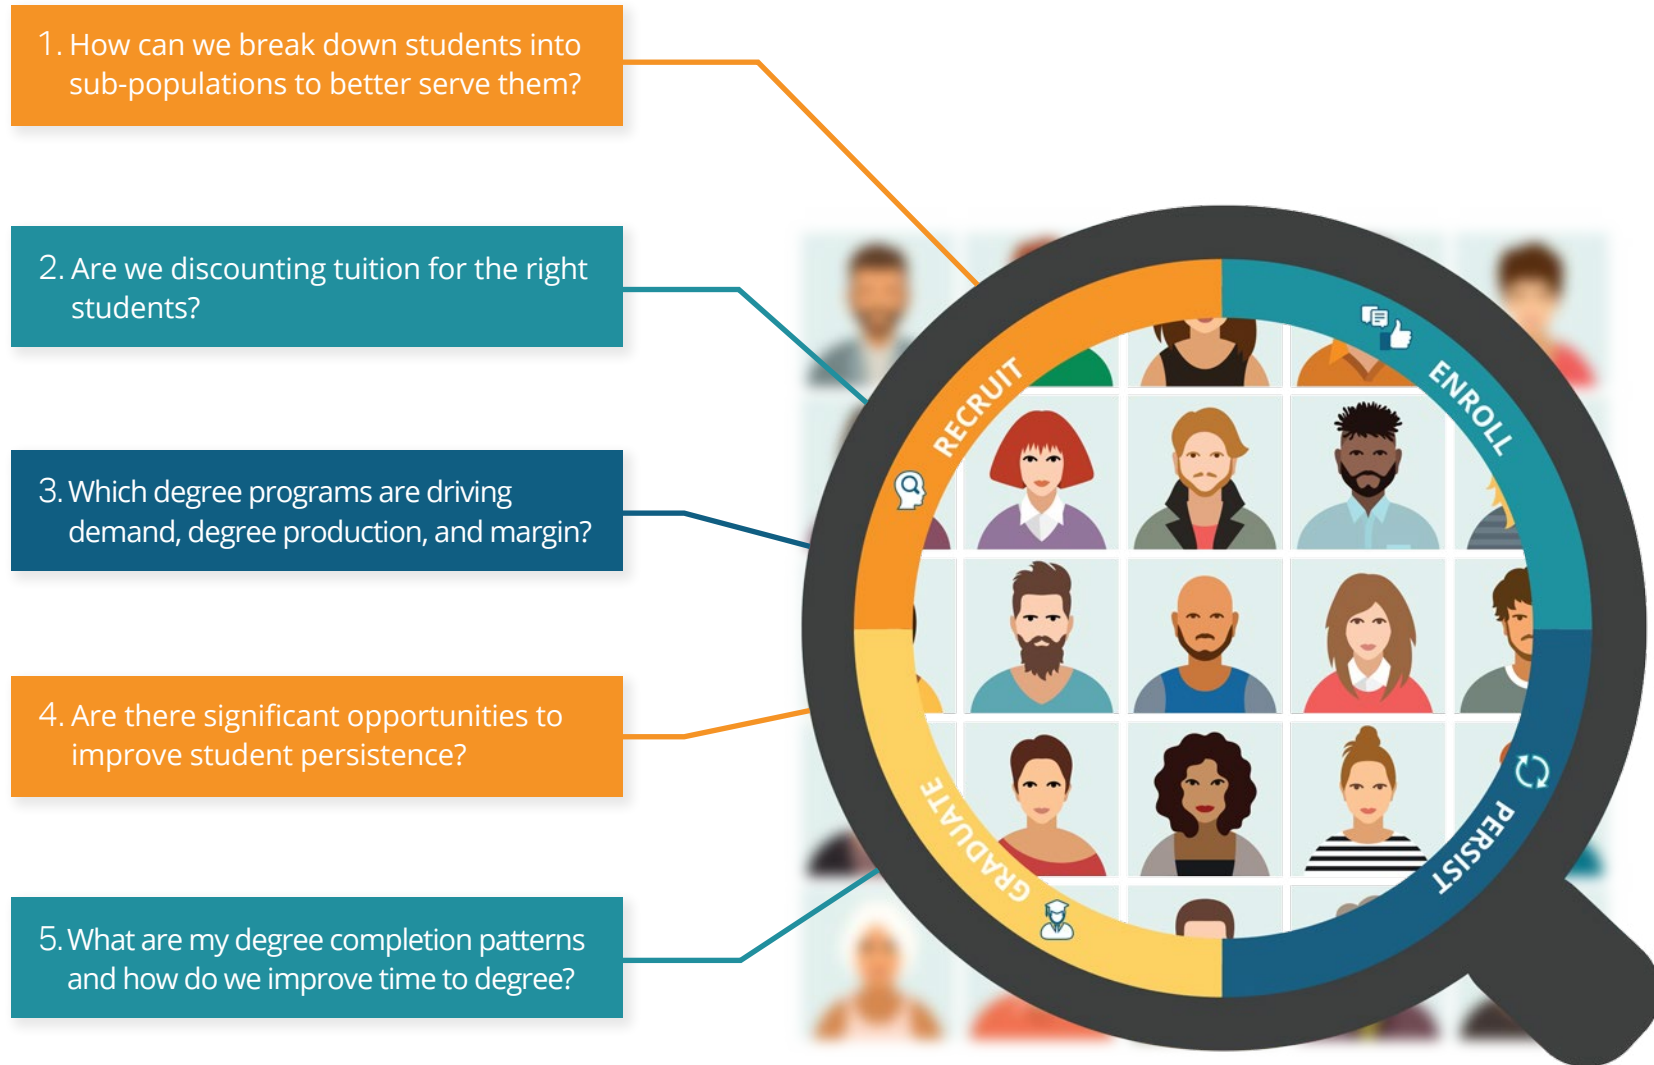 1. How can we break down students into
sub-populations to better serve them?
2. Are we discounting tuition for the right
students?
3. Which degree programs are driving
demand, degree production, and margin?
4. Are there significant opportunities to
improve student persistence?
5. What are my degree completion patterns
and how do we improve time to degree?
RECRUIT
ENROLL
PERSIST
GRADUATE